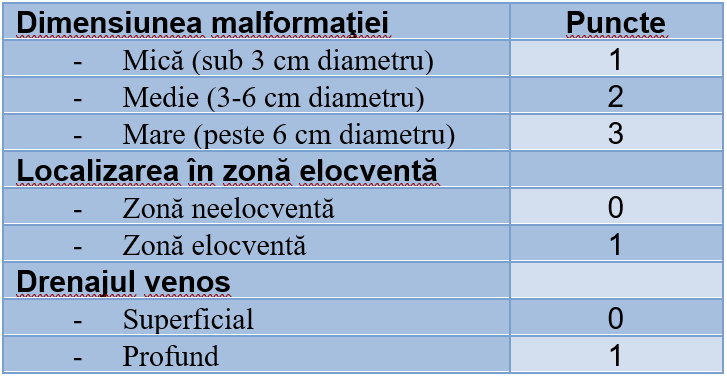 Dimensiunea malformaţiei Puncte
- Mică (sub 3 cm diametru) 1
- Medie (3-6 cm diametru) 2
- Mare (peste 6 cm diametru) 3
Localizarea în zonă elocventă
- Zonă neelocventă 0
- Zonă elocventă 1
Drenajul venos
- Superficial 0
- Profund 1